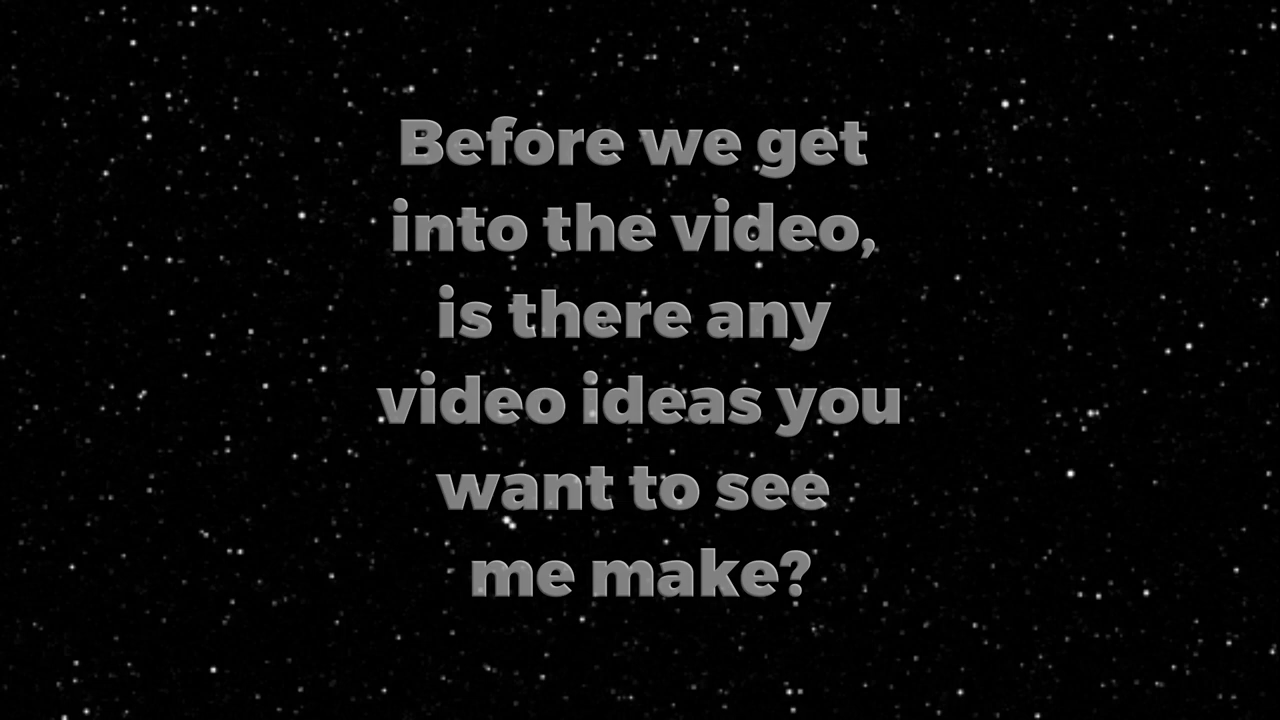 Before we get
into the video,
is there any
video ideas you
want to see
me make?